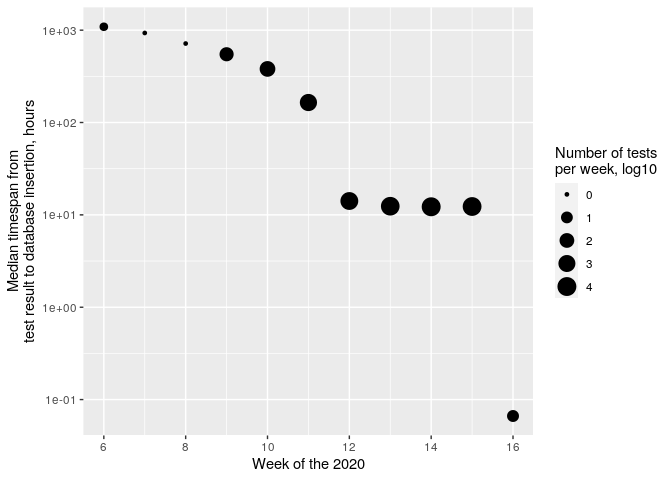 1e+03
1e+02
1e+01
1e+00
1e-01
Median timespan from
test result to database insertion, hours
6
8
10
12
14
16
Week of the 2020
Number of tests
per week, log10
0
1
2
3
4